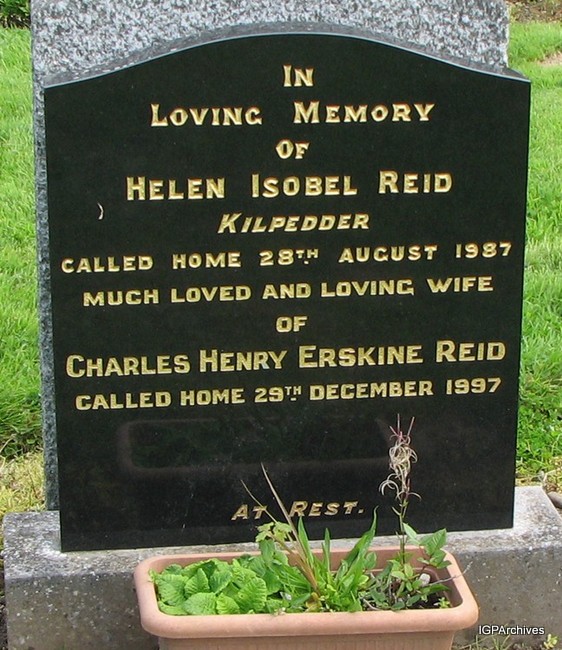 IN
LOVING MEMORY
OF
HELEN ISOBEL REID
KILPEDDER
CALLED HOME 28TH AUGUST 1987
MUCH LOVED AND LOVING WIFE
OF
CHARLES HENRY ERSKINE REID
CALLED HOME 29TH DECEMBER 1997
AT REST.
IGPArchives